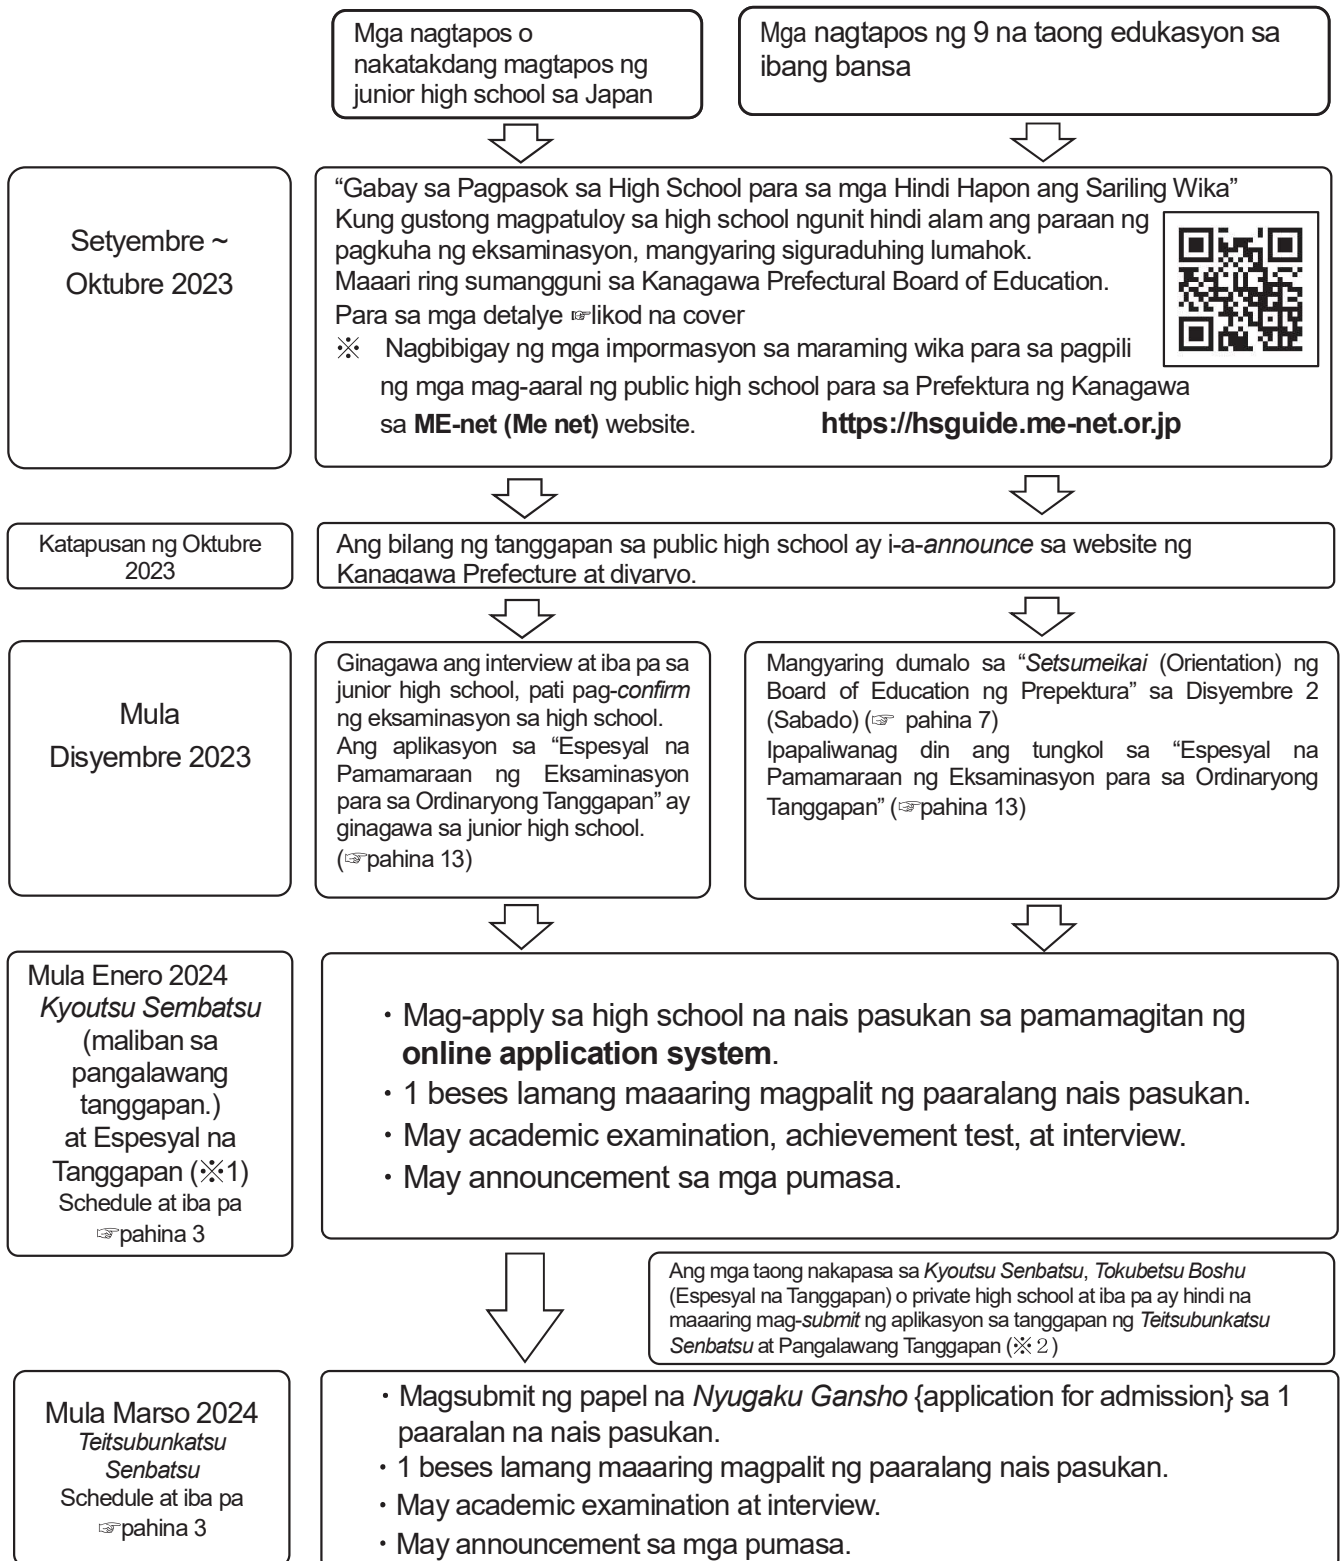 Mga nagtapos o
nakatakdang magtapos ng
junior high school sa Japan
Mga nagtapos ng 9 na taong edukasyon sa
ibang bansa
Setyembre ~
Oktubre 2023
“Gabay sa Pagpasok sa High School para sa mga Hindi Hapon ang Sariling Wika”
Kung gustong magpatuloy sa high school ngunit hindi alam ang paraan ng
pagkuha ng eksaminasyon, mangyaring siguraduhing lumahok.
Maaari ring sumangguni sa Kanagawa Prefectural Board of Education.
Para sa mga detalye ☞likod na cover
※ Nagbibigay ng mga impormasyon sa maraming wika para sa pagpili
ng mga mag-aaral ng public high school para sa Prefektura ng Kanagawa
sa ME-net (Me net) website. https://hsguide.me-net.or.jp
Katapusan ng Oktubre
2023
Ang bilang ng tanggapan sa public high school ay i-a-announce sa website ng
Kanagawa Prefecture at diyaryo.
Mula
Disyembre 2023
Ginagawa ang interview at iba pa sa
junior high school, pati pag-confirm
ng eksaminasyon sa high school.
Ang aplikasyon sa “Espesyal na
Pamamaraan ng Eksaminasyon
para sa Ordinaryong Tanggapan” ay
ginagawa sa junior high school.
(☞pahina 13)
Mangyaring dumalo sa “Setsumeikai (Orientation) ng
Board of Education ng Prepektura” sa Disyembre 2
(Sabado) (☞ pahina 7)
Ipapaliwanag din ang tungkol sa “Espesyal na
Pamamaraan ng Eksaminasyon para sa Ordinaryong
Tanggapan” (☞pahina 13)
Mula Enero 2024
Kyoutsu Sembatsu
(maliban sa
pangalawang
tanggapan.)
at Espesyal na
Tanggapan (※1)
Schedule at iba pa
☞pahina 3
・Mag-apply sa high school na nais pasukan sa pamamagitan ng
online application system.
・1 beses lamang maaaring magpalit ng paaralang nais pasukan.
・May academic examination, achievement test, at interview.
・May announcement sa mga pumasa.
Ang mga taong nakapasa sa Kyoutsu Senbatsu, Tokubetsu Boshu
(Espesyal na Tanggapan) o private high school at iba pa ay hindi na
maaaring mag-submit ng aplikasyon sa tanggapan ng Teitsubunkatsu
Senbatsu at Pangalawang Tanggapan (※２)
Mula Marso 2024
Teitsubunkatsu
Senbatsu
Schedule at iba pa
☞pahina 3
・Magsubmit ng papel na Nyugaku Gansho {application for admission} sa 1
paaralan na nais pasukan.
・1 beses lamang maaaring magpalit ng paaralang nais pasukan.
・May academic examination at interview.
・May announcement sa mga pumasa.